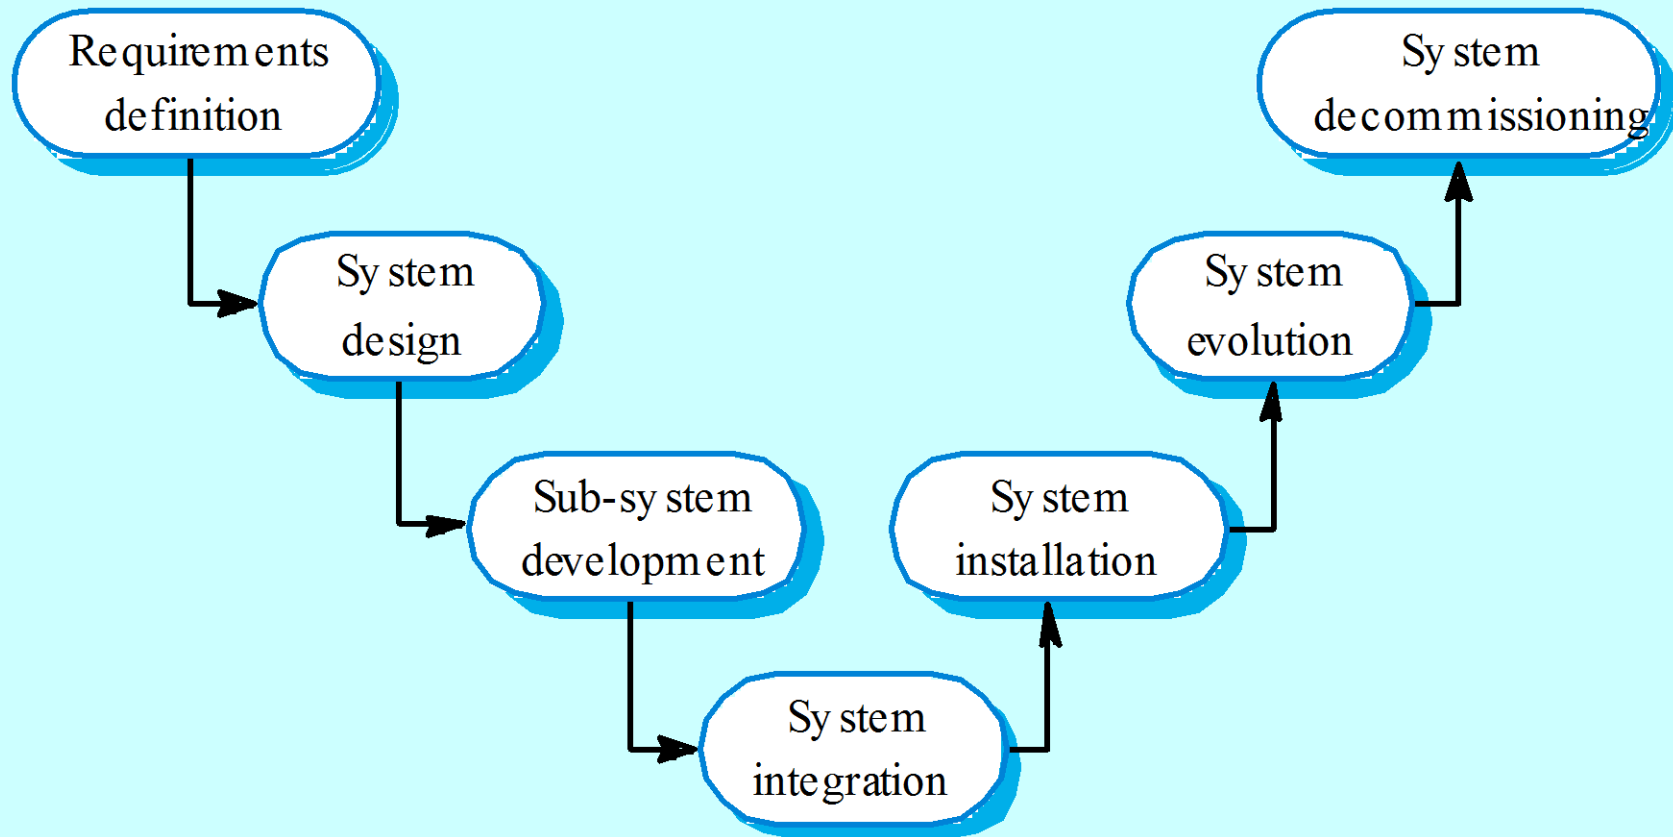 Requirements
definition
System
design
Sub-system
development
System
integration
System
installation
System
evolution
System
decommissioning